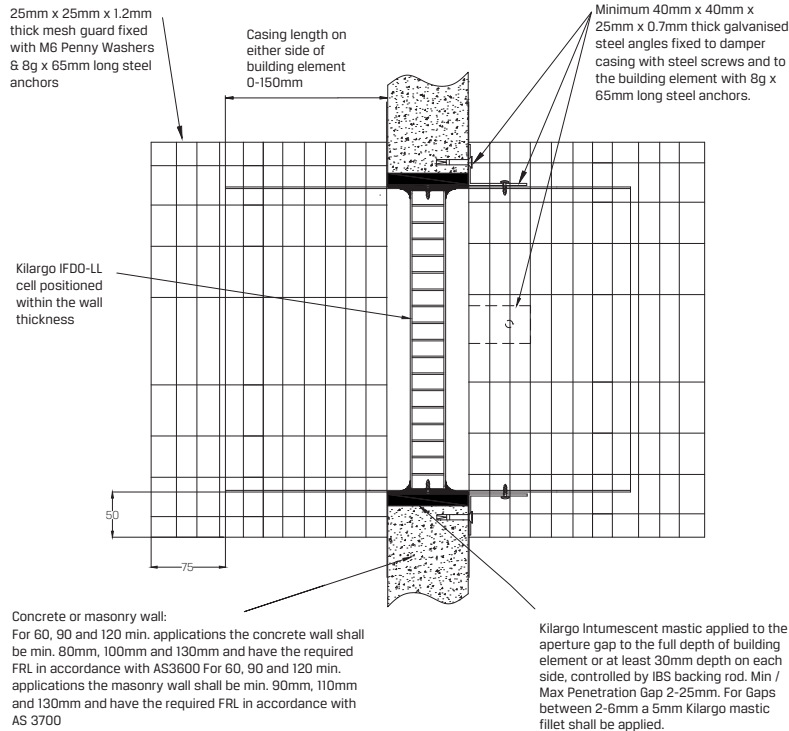 25mm x 25mm x 1.2mm
thick mesh guard fixed
with M6 Penny Washers
& 8g x 65mm long steel
anchors
Casing length on
either side of
building element
0-150mm
Minimum 40mm x 40mm x
25mm x 0.7mm thick galvanised
steel angles fixed to damper
casing with steel screws and to
the building element with 8g x
65mm long steel anchors.
Kilargo IFD0-LL
cell positioned
within the wall
thickness
50
75
Concrete or masonry wall:
For 60, 90 and 120 min. applications the concrete wall shall
be min. 80mm, 100mm and 130mm and have the required
FRL in accordance with AS3600 For 60, 90 and 120 min.
applications the masonry wall shall be min. 90mm, 110mm
and 130mm and have the required FRL in accordance with
AS 3700
Kilargo Intumescent mastic applied to the
aperture gap to the full depth of building
element or at least 30mm depth on each
side, controlled by IBS backing rod. Min /
Max Penetration Gap 2-25mm. For Gaps
between 2-6mm a 5mm Kilargo mastic
fillet shall be applied.